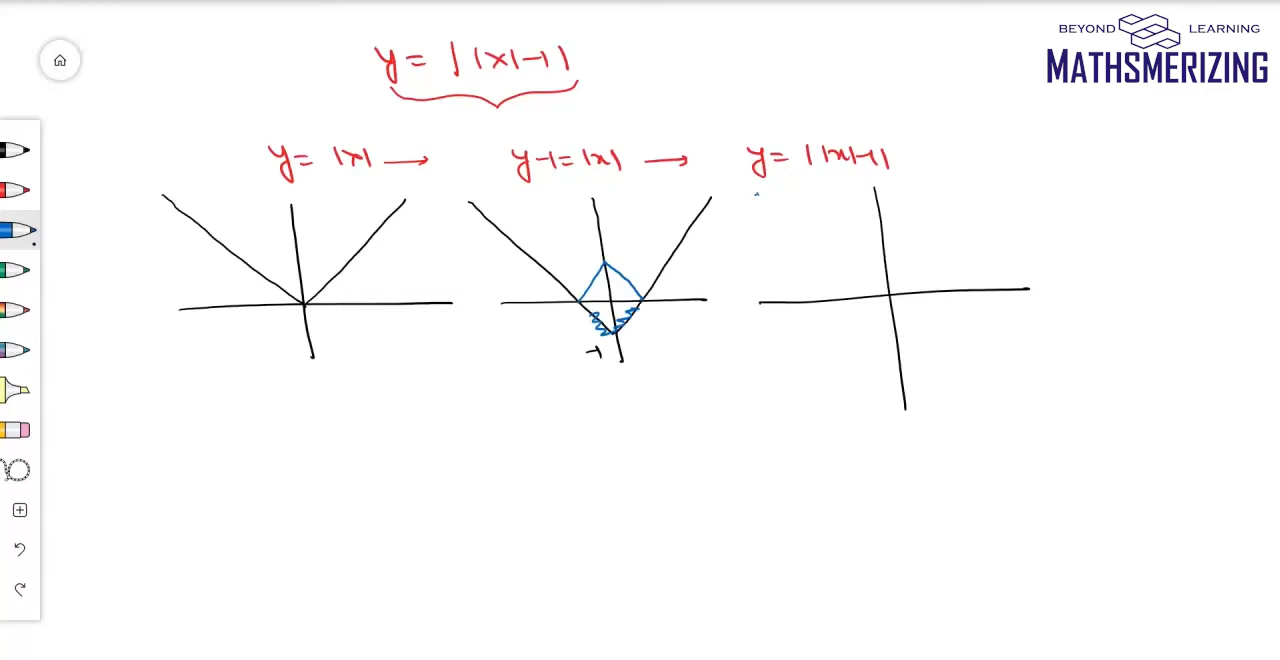 BEYOND LEARNING
MATHSMERIZING
y = ||x|-1|
y = |x| → y-1=|x| → y = ||x|-1|
-1